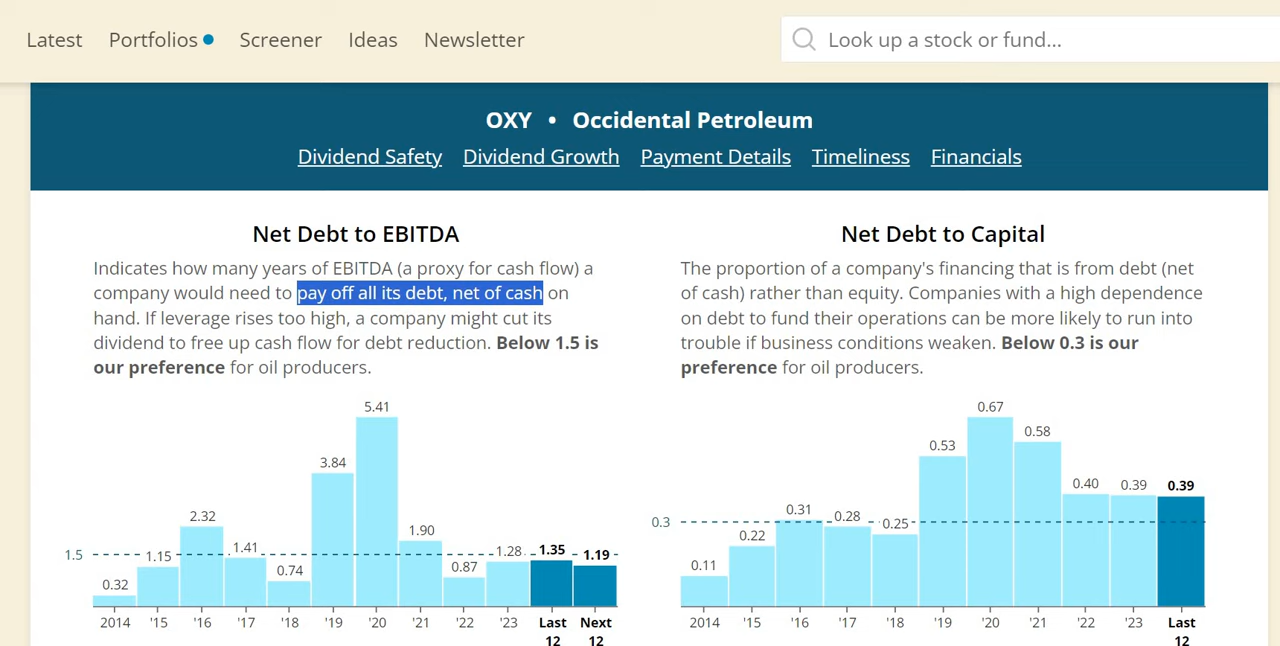 Latest Portfolios Screener Ideas Newsletter Look up a stock or fund...
OXY • Occidental Petroleum
Dividend Safety Dividend Growth Payment Details Timeliness Financials
Net Debt to EBITDA
Indicates how many years of EBITDA (a proxy for cash flow) a
company would need to pay off all its debt, net of cash on
hand. If leverage rises too high, a company might cut its
dividend to free up cash flow for debt reduction. Below 1.5 is
our preference for oil producers.
5.41
3.84
2.32
1.90
1.5 1.15 1.41 1.28 1.35 1.19
0.74 0.87
0.32
2014 '15 '16 '17 '18 '19 '20 '21 '22 '23 Last Next
12 12
Net Debt to Capital
The proportion of a company's financing that is from debt (net
of cash) rather than equity. Companies with a high dependence
on debt to fund their operations can be more likely to run into
trouble if business conditions weaken. Below 0.3 is our
preference for oil producers.
0.67
0.58
0.53
0.40 0.39 0.39
0.31 0.28
0.3 0.25
0.22
0.11
2014 '15 '16 '17 '18 '19 '20 '21 '22 '23 Last
12